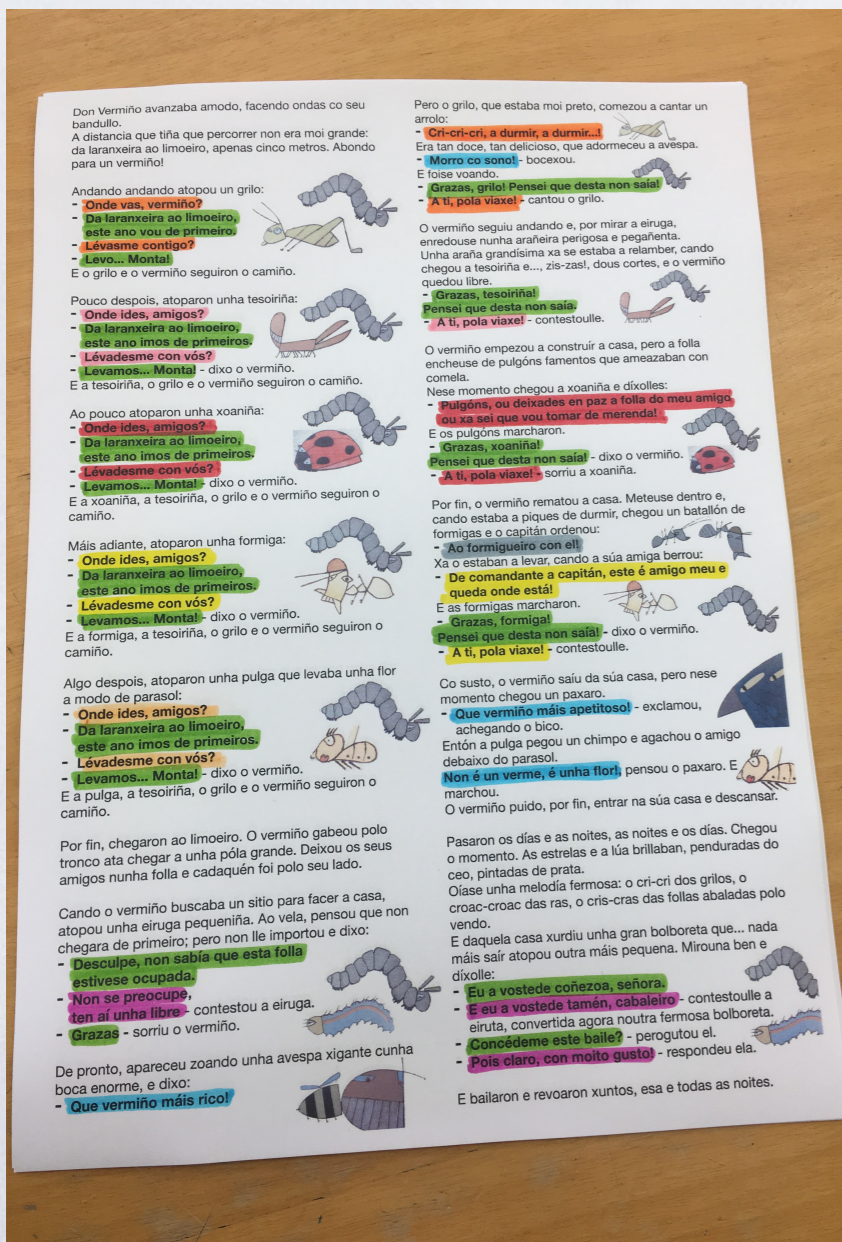 Don Vermiño avanzaba amodo, facendo ondas co seu
bandullo.
A distancia que tiña que percorrer non era moi grande:
da laranxeira ao limoeiro, apenas cinco metros. Abondo
para un vermiño!
Andando andando atopou un grilo:
- Onde vas, vermiño?
- Da laranxeira ao limoeiro,
este ano vou de primeiro.
- Lévasme contigo?
- Levo... Monta!
E o grilo e o vermiño seguiron o camiño.
Pouco despois, atoparon unha tesoiriña:
- Onde ides, amigos?
- Da laranxeira ao limoeiro,
este ano imos de primeiros.
- Lévadesme con vós?
- Levamos... Monta! - dixo o vermiño.
E a tesoiriña, o grilo e o vermiño seguiron o camiño.
Ao pouco atoparon unha xoaniña:
- Onde ides, amigos?
- Da laranxeira ao limoeiro,
este ano imos de primeiros.
- Lévadesme con vós?
- Levamos... Monta! - dixo o vermiño.
E a xoaniña, a tesoiriña, o grilo e o vermiño seguiron o
camiño.
Máis adiante, atoparon unha formiga:
- Onde ides, amigos?
- Da laranxeira ao limoeiro,
este ano imos de primeiros.
- Lévadesme con vós?
- Levamos... Monta! - dixo o vermiño.
E a formiga, a tesoiriña, o grilo e o vermiño seguiron o
camiño.
Algo despois, atoparon unha pulga que levaba unha flor
a modo de parasol:
- Onde ides, amigos?
- Da laranxeira ao limoeiro,
este ano imos de primeiros.
- Lévadesme con vós?
- Levamos... Monta! - dixo o vermiño.
E a pulga, a tesoiriña, o grilo e o vermiño seguiron o
camiño.
Por fin, chegaron ao limoeiro. O vermiño gabeou polo
tronco ata chegar a unha póla grande. Deixou os seus
amigos nunha folla e cadaquén foi polo seu lado.
Cando o vermiño buscaba un sitio para facer a casa,
atopou unha eiruga pequeniña. Ao vela, pensou que non
chegara de primeiro; pero non lle importou e dixo:
- Desculpe, non sabía que esta folla
estivese ocupada.
- Non se preocupe,
ten aí unha libre - contestou a eiruga.
- Grazas - sorriu o vermiño.
De pronto, apareceu zoando unha avespa xigante cunha
boca enorme, e dixo:
- Que vermiño máis rico!
Pero o grilo, que estaba moi preto, comezou a cantar un
arrolo:
- Cri-cri-cri, a durmir, a durmir...!
Era tan doce, tan delicioso, que adormeceu a avespa.
- Morro co sono! - bocexou.
E foise voando.
- Grazas, grilo! Pensei que desta non saía!
- A ti, pola viaxe! - cantou o grilo.
O vermiño seguiu andando e, por mirar a eiruga,
enredouse nunha arañeira perigosa e pegañenta.
Unha araña grandísima xa se estaba a relamber, cando
chegou a tesoiriña e..., zis-zas!, dous cortes, e o vermiño
quedou libre.
- Grazas, tesoiriña!
Pensei que desta non saía.
- A ti, pola viaxe! - contestoulle.
O vermiño empezou a construír a casa, pero a folla
encheuse de pulgóns famentos que ameazaban con
comela.
Nese momento chegou a xoaniña e díxolles:
- Pulgóns, ou deixades en paz a folla do meu amigo
ou xa sei que vou tomar de merenda!
E os pulgóns marcharon.
- Grazas, xoaniña!
Pensei que desta non saía! - dixo o vermiño.
- A ti, pola viaxe! - sorriu a xoaniña.
Por fin, o vermiño rematou a casa. Meteuse dentro e,
cando estaba a piques de durmir, chegou un batallón de
formigas e o capitán ordenou:
- Ao formigueiro con el!
Xa o estaban a levar, cando a súa amiga berrou:
- De comandante a capitán, este é amigo meu e
queda onde está!
E as formigas marcharon.
- Grazas, formiga!
Pensei que desta non saía! - dixo o vermiño.
- A ti, pola viaxe! - contestoulle.
Co susto, o vermiño saíu da súa casa, pero nese
momento chegou un paxaro.
- Que vermiño máis apetitoso! - exclamou,
achegando o bico.
Entón a pulga pegou un chimpo e agachou o amigo
debaixo do parasol.
Non é un verme, é unha flor!, pensou o paxaro. E
marchou.
O vermiño puido, por fin, entrar na súa casa e descansar.
Pasaron os días e as noites, as noites e os días. Chegou
o momento. As estrelas e a lúa brillaban, penduradas do
ceo, pintadas de prata.
Oíase unha melodía fermosa: o cri-cri dos grilos, o
croac-croac das ras, o cris-cras das follas abaladas polo
vendo.
E daquela casa xurdiu unha gran bolboreta que... nada
máis saír atopou outra máis pequena. Mirouna ben e
díxolle:
- Eu a vostede coñezoa, señora.
- E eu a vostede tamén, cabaleiro - contestoulle a
eiruta, convertida agora noutra fermosa bolboreta.
- Concédeme este baile? - perogutou el.
- Pois claro, con moito gusto! - respondeu ela.
E bailaron e revoaron xuntos, esa e todas as noites.